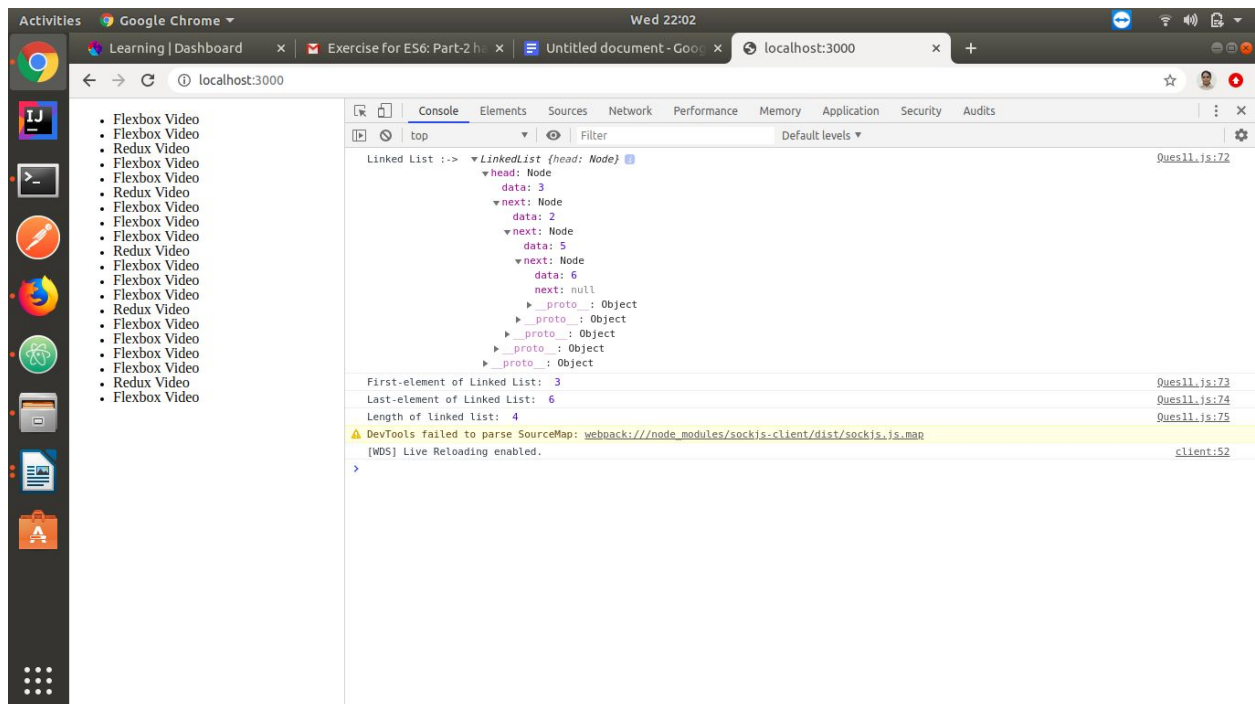 Activities Google Chrome ▾ Wed 22:02
Learning | Dashboard × Exercise for ES6: Part-2 ha × Untitled document - Goog × localhost:3000 × +
localhost:3000
Console Elements Sources Network Performance Memory Application Security Audits
top Filter Default levels ▼
Flexbox Video
Flexbox Video
Redux Video
Flexbox Video
Flexbox Video
Redux Video
Flexbox Video
Flexbox Video
Flexbox Video
Redux Video
Flexbox Video
Flexbox Video
Flexbox Video
Redux Video
Flexbox Video
Flexbox Video
Flexbox Video
Flexbox Video
Redux Video
Flexbox Video
Linked List :-> ▼LinkedList {head: Node} Ques11.js:72
▼head: Node
data: 3
▼next: Node
data: 2
▼next: Node
data: 5
▼next: Node
data: 6
next: null
▶__proto__: Object
▶__proto__: Object
▶__proto__: Object
▶__proto__: Object
▶__proto__: Object
First-element of Linked List: 3 Ques11.js:73
Last-element of Linked List: 6 Ques11.js:74
Length of linked list: 4 Ques11.js:75
DevTools failed to parse SourceMap: webpack:///node_modules/sockjs-client/dist/sockjs.js.map
[WDS] Live Reloading enabled. client:52
>